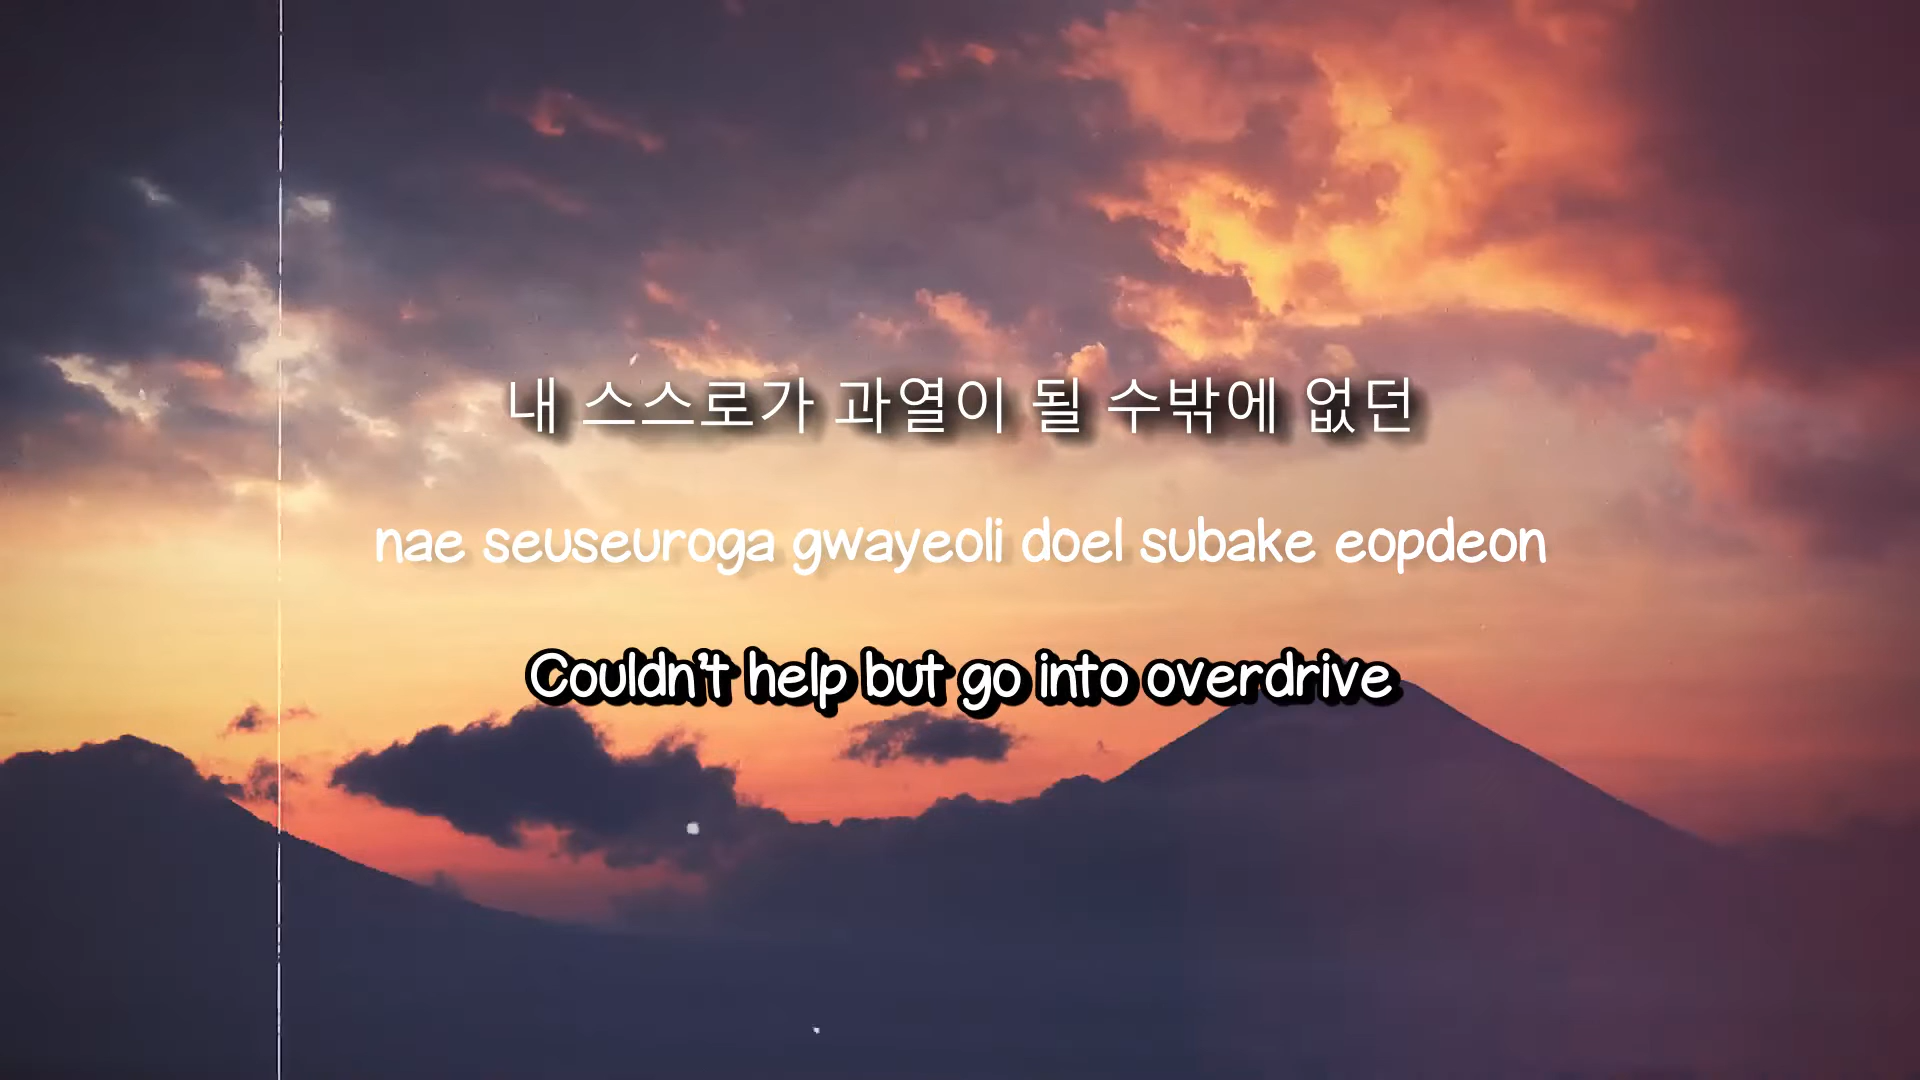 내 스스로가 과열이 될 수밖에 없던
nae seuseuroga gwayeoli doel subake eopdeon
Couldn't help but go into overdrive